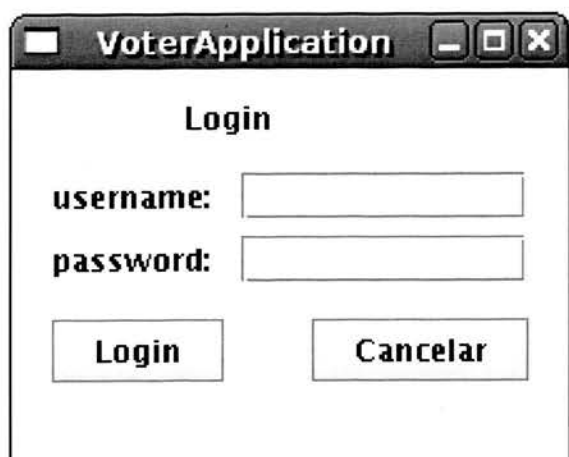 VoterApplication
Login
username:
password:
Login Cancelar